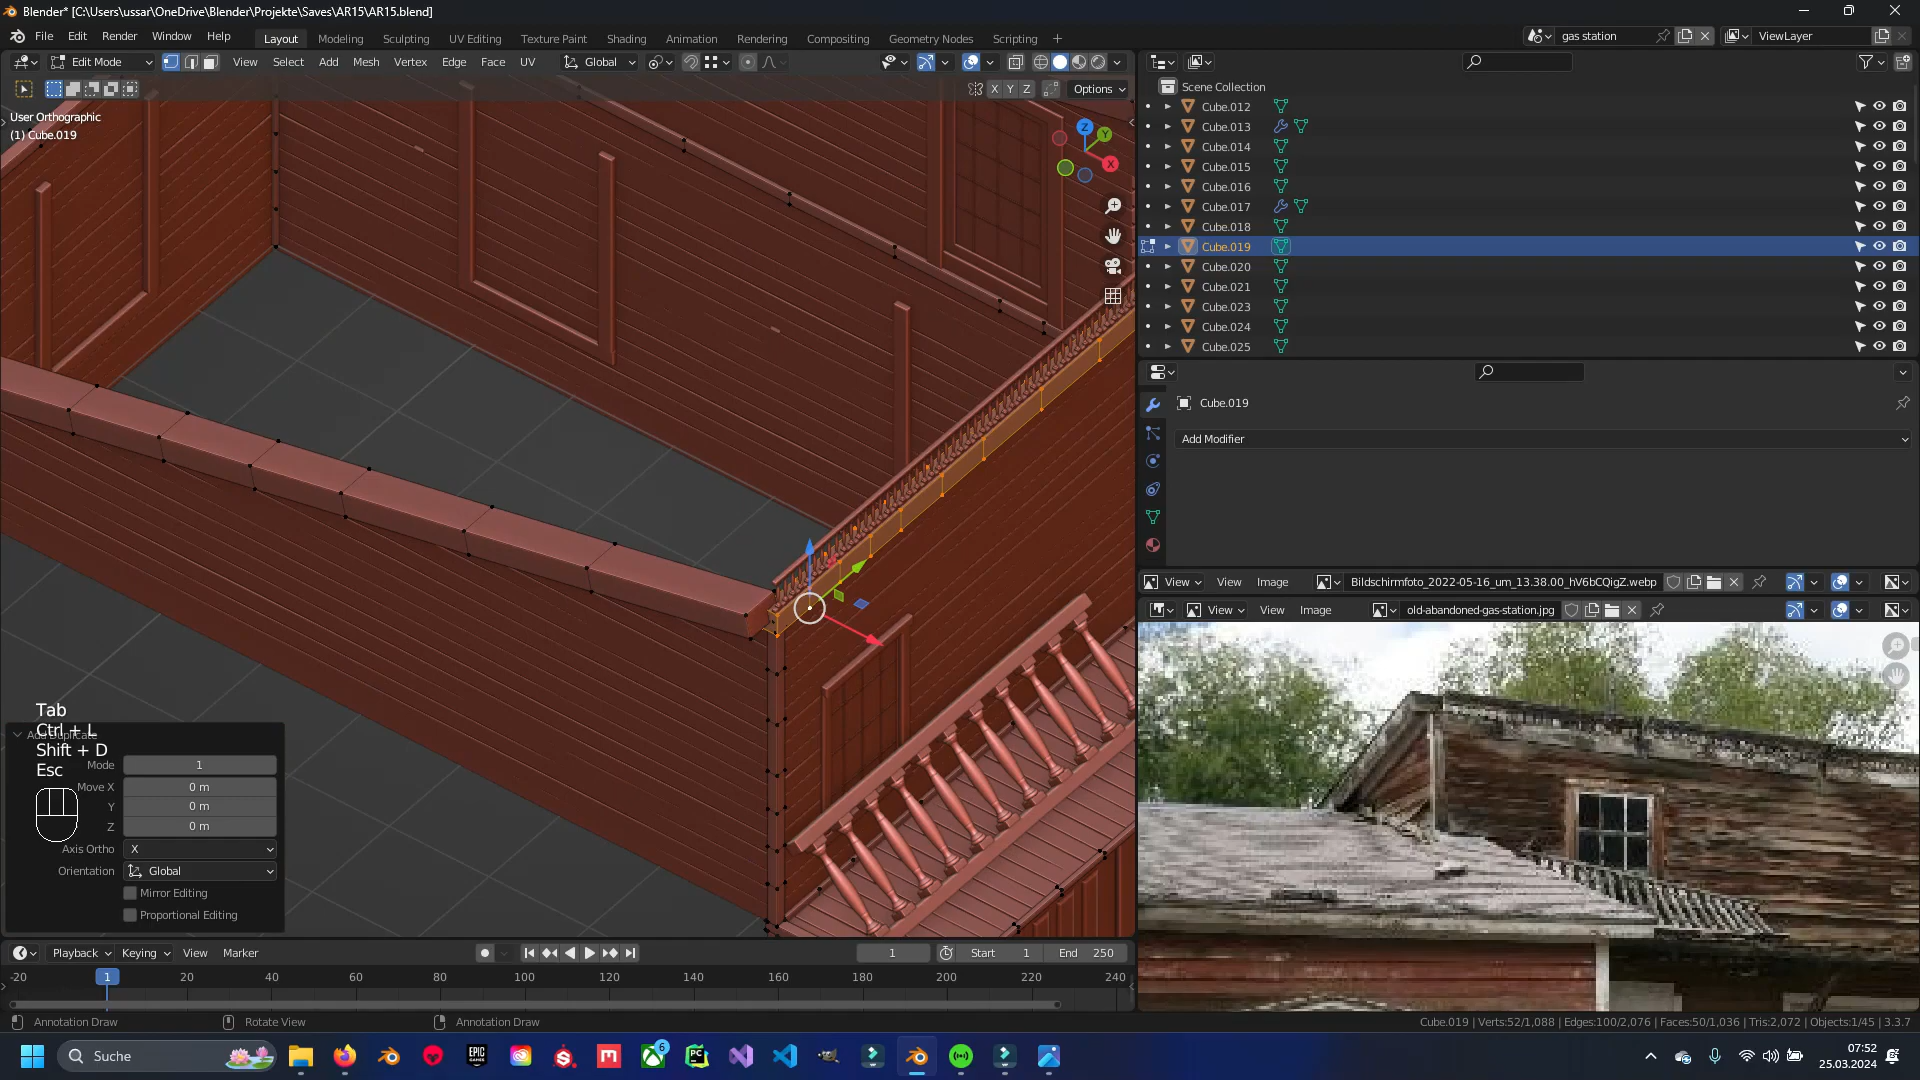 Blender* [C:\Users\ussar\OneDrive\Blender\Projekte\Saves\AR15\AR15.blend]
File Edit Render Window Help Layout Modeling Sculpting UV Editing Texture Paint Shading Animation Rendering Compositing Geometry Nodes Scripting + gas station ViewLayer
Edit Mode View Select Add Mesh Vertex Edge Face UV Global
X Y Z Options
User Orthographic
(1) Cube.019
Z
Y
X
Scene Collection
Cube.012
Cube.013
Cube.014
Cube.015
Cube.016
Cube.017
Cube.018
Cube.019
Cube.020
Cube.021
Cube.023
Cube.024
Cube.025
Cube.019
Add Modifier
View View Image Bildschirmfoto_2022-05-16_um_13.38.00_hV6bCQigZ.webp
View View Image old-abandoned-gas-station.jpg
Tab
Ctrl + L
Add Duplicate
Shift + D
Esc
Mode 1
Move X 0 m
Y 0 m
Z 0 m
Axis Ortho X
Orientation Global
Mirror Editing
Proportional Editing
Playback Keying View Marker 1 Start 1 End 250
-20 1 20 40 60 80 100 120 140 160 180 200 220 240
Annotation Draw Rotate View Annotation Draw Cube.019 | Verts:52/1,088 | Edges:100/2,076 | Faces:50/1,036 | Tris:2,072 | Objects:1/45 | 3.3.7
Suche
EPIC GAMES
6
PC
07:52
25.03.2024